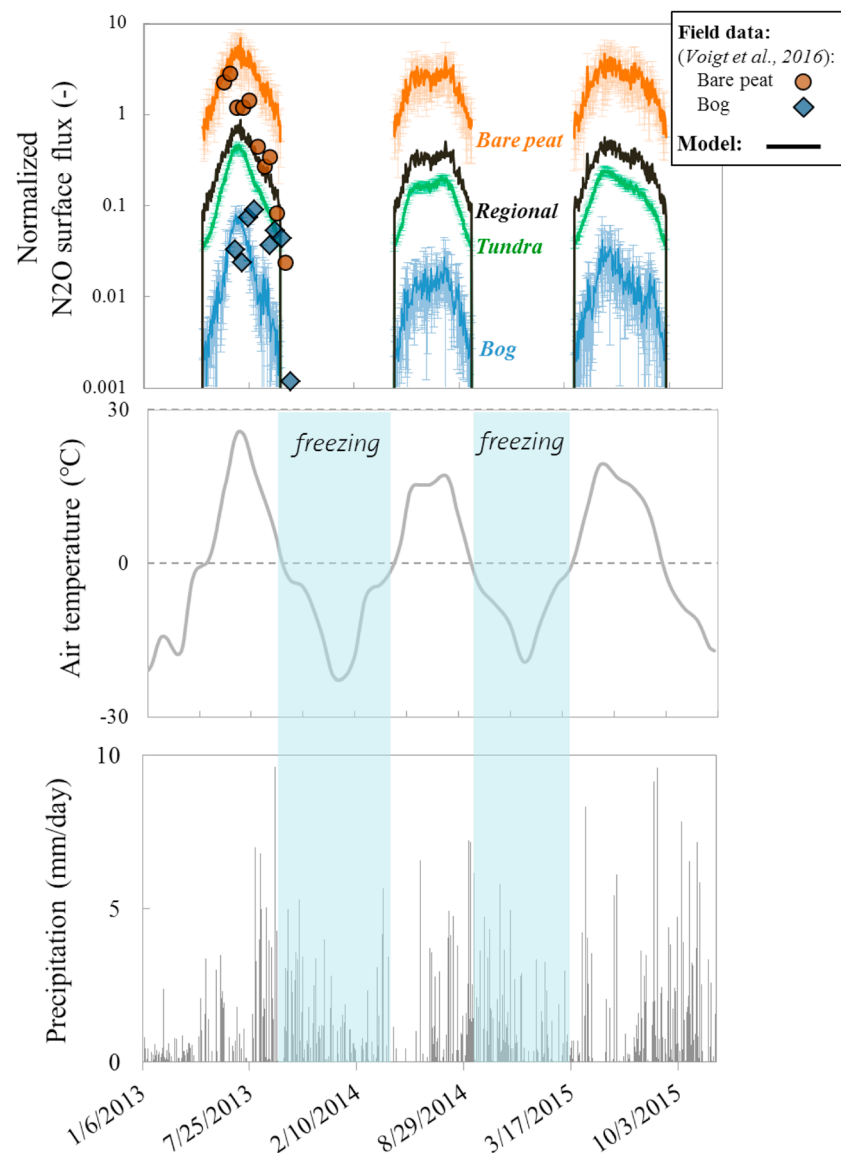 10
1
0.1
0.01
0.001
Normalized
N2O surface flux (-)
Field data:
(Voigt et al., 2016):
Bare peat
Bog
Model:
Bare peat
Regional
Tundra
Bog
30
0
-30
Air temperature (°C)
freezing
freezing
10
5
0
Precipitation (mm/day)
1/6/2013
7/25/2013
2/10/2014
8/29/2014
3/17/2015
10/3/2015